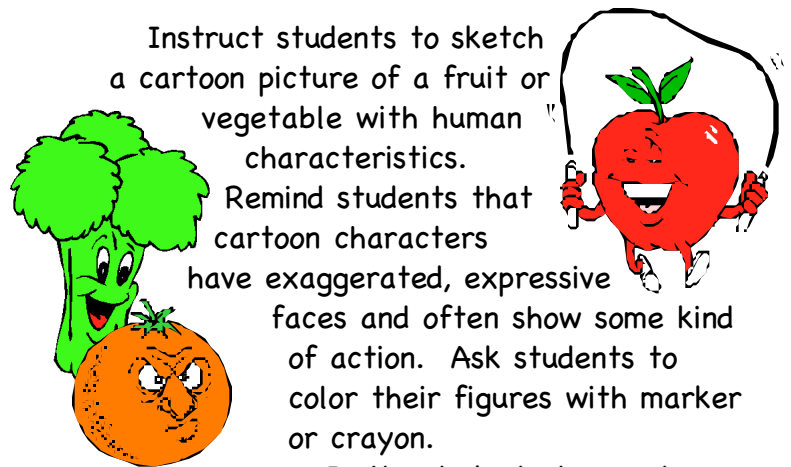 Instruct students to sketch
a cartoon picture of a fruit or
vegetable with human
characteristics.
Remind students that
cartoon characters
have exaggerated, expressive
faces and often show some kind
of action. Ask students to
color their figures with marker
or crayon.